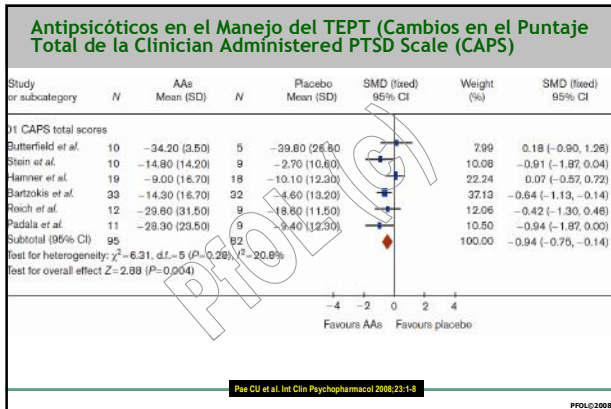 Antipsicóticos en el Manejo del TEPT (Cambios en el Puntaje
Total de la Clinician Administered PTSD Scale (CAPS)
Study AAs Placebo SMD (fixed) Weight SMD (fixed)
or subcategory N Mean (SD) N Mean (SD) 95% CI (%) 95% CI
01 CAPS total scores
Butterfield et al. 10 −34.20 (3.50) 5 −39.80 (26.60 7.99 0.18 (−0.90, 1.26)
Stein et al. 10 −14.80 (14.20) 9 −2.70 (10.60) 10.08 −0.91 (−1.87, 0.04)
Hamner et al. 19 −9.00 (16.70) 18 −10.10 (12.30) 22.24 0.07 (−0.57, 0.72)
Bartzokis et al. 33 −14.30 (16.70) 32 −4.60 (13.20) 37.13 −0.64 (−1.13, −0.14)
Reich et al. 12 −29.60 (31.50) 9 −18.60 (11.50) 12.06 −0.42 (−1.30, 0.46)
Padala et al. 11 −28.30 (23.50) 9 −9.40 (12.30) 10.50 −0.94 (−1.87, 0.00)
Subtotal (95% CI) 95 82 100.00 −0.94 (−0.75, −0.14)
Test for heterogeneity: χ²−6.31, d.f.−5 (P=0.28), I²−20.8%
Test for overall effect Z=2.88 (P=0.004)
−4 −2 0 2 4
Favours AAs Favours placebo
PfOL (g)
Pae CU et al. Int Clin Psychopharmacol 2008;23:1-8
PFOL©2008